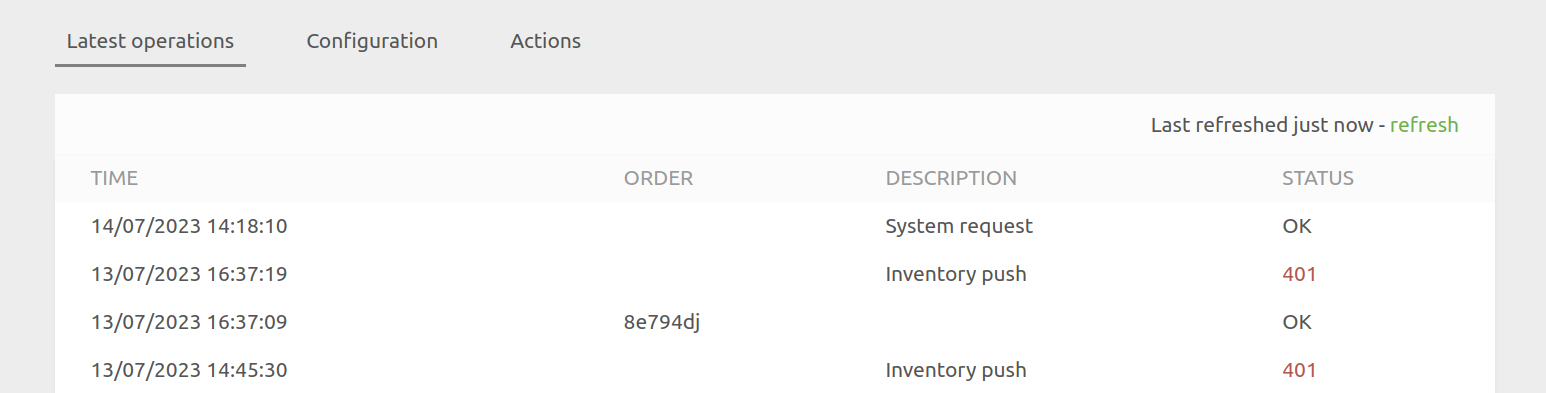 Latest operations Configuration Actions
Last refreshed just now - refresh
TIME ORDER DESCRIPTION STATUS
14/07/2023 14:18:10 System request OK
13/07/2023 16:37:19 Inventory push 401
13/07/2023 16:37:09 8e794dj OK
13/07/2023 14:45:30 Inventory push 401